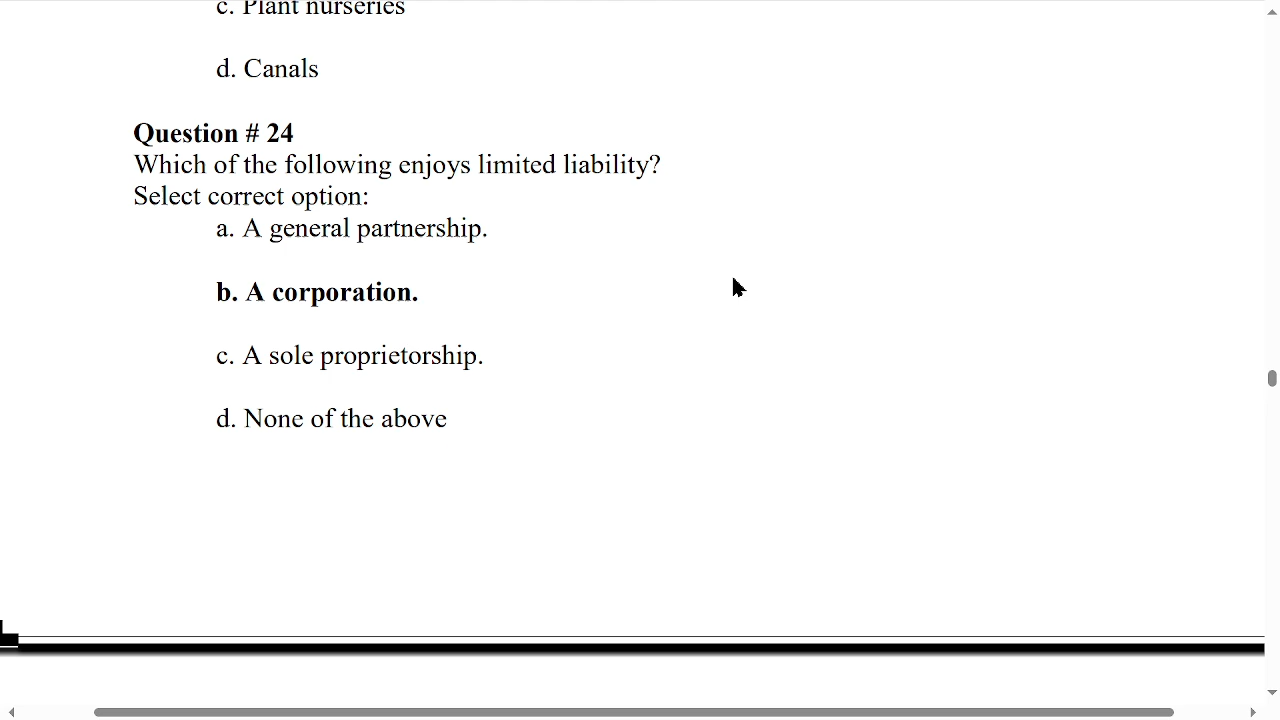 c. Plant nurseries
d. Canals
Question # 24
Which of the following enjoys limited liability?
Select correct option:
a. A general partnership.
b. A corporation.
c. A sole proprietorship.
d. None of the above